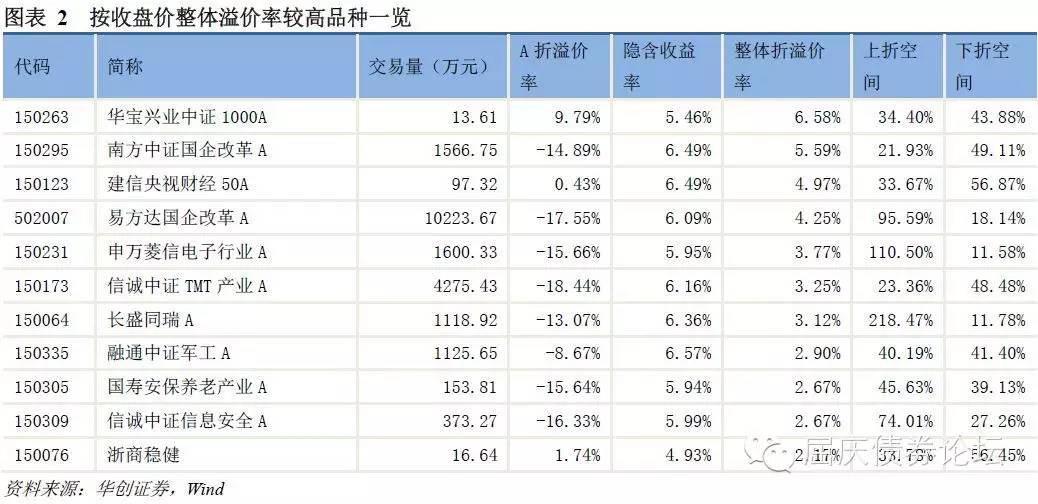 图表 2 按收盘价整体溢价率较高品种一览
代码 简称 交易量（万元） A 折溢价率 隐含收益率 整体折溢价率 上折空间 下折空间
150263 华宝兴业中证 1000A 13.61 9.79% 5.46% 6.58% 34.40% 43.88%
150295 南方中证国企改革 A 1566.75 -14.89% 6.49% 5.59% 21.93% 49.11%
150123 建信央视财经 50A 97.32 0.43% 6.49% 4.97% 33.67% 56.87%
502007 易方达国企改革 A 10223.67 -17.55% 6.09% 4.25% 95.59% 18.14%
150231 申万菱信电子行业 A 1600.33 -15.66% 5.95% 3.77% 110.50% 11.58%
150173 信诚中证 TMT 产业 A 4275.43 -18.44% 6.16% 3.25% 23.36% 48.48%
150064 长盛同瑞 A 1118.92 -13.07% 6.36% 3.12% 218.47% 11.78%
150335 融通中证军工 A 1125.65 -8.67% 6.57% 2.90% 40.19% 41.40%
150305 国寿安保养老产业 A 153.81 -15.64% 5.94% 2.67% 45.63% 39.13%
150309 信诚中证信息安全 A 373.27 -16.33% 5.99% 2.67% 74.01% 27.26%
150076 浙商稳健 16.64 1.74% 4.93%
屈庆债券论坛
资料来源：华创证券，Wind